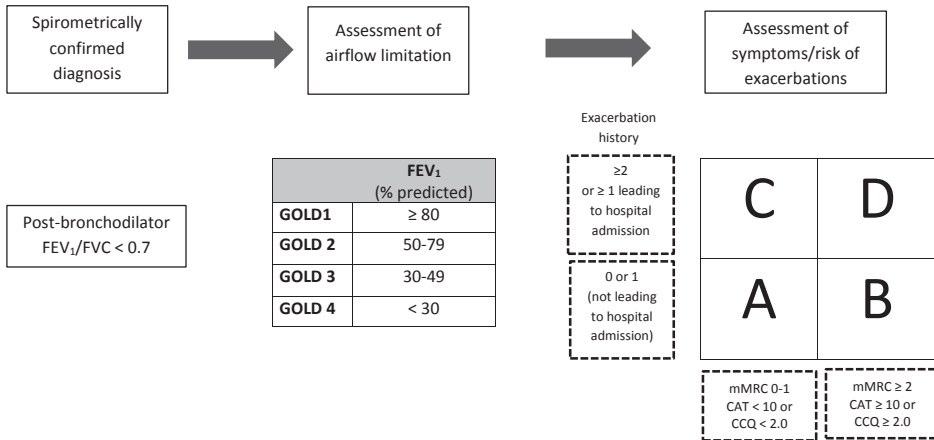 Spirometrically
confirmed
diagnosis
Assessment of
airflow limitation
Assessment of
symptoms/risk of
exacerbations
Post-bronchodilator
FEV₁/FVC < 0.7
FEV₁
(% predicted)
GOLD1 ≥ 80
GOLD 2 50-79
GOLD 3 30-49
GOLD 4 < 30
Exacerbation
history
≥2
or ≥ 1 leading
to hospital
admission
0 or 1
(not leading
to hospital
admission)
C D
A B
mMRC 0-1
CAT < 10 or
CCQ < 2.0
mMRC ≥ 2
CAT ≥ 10 or
CCQ ≥ 2.0